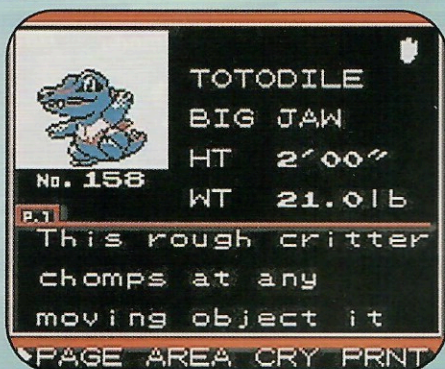 TOTODILE
BIG JAW
HT 2'00"
No. 158
WT 21.0lb
P.1
This rough critter
chomps at any
moving object it
PAGE AREA CRY PRNT